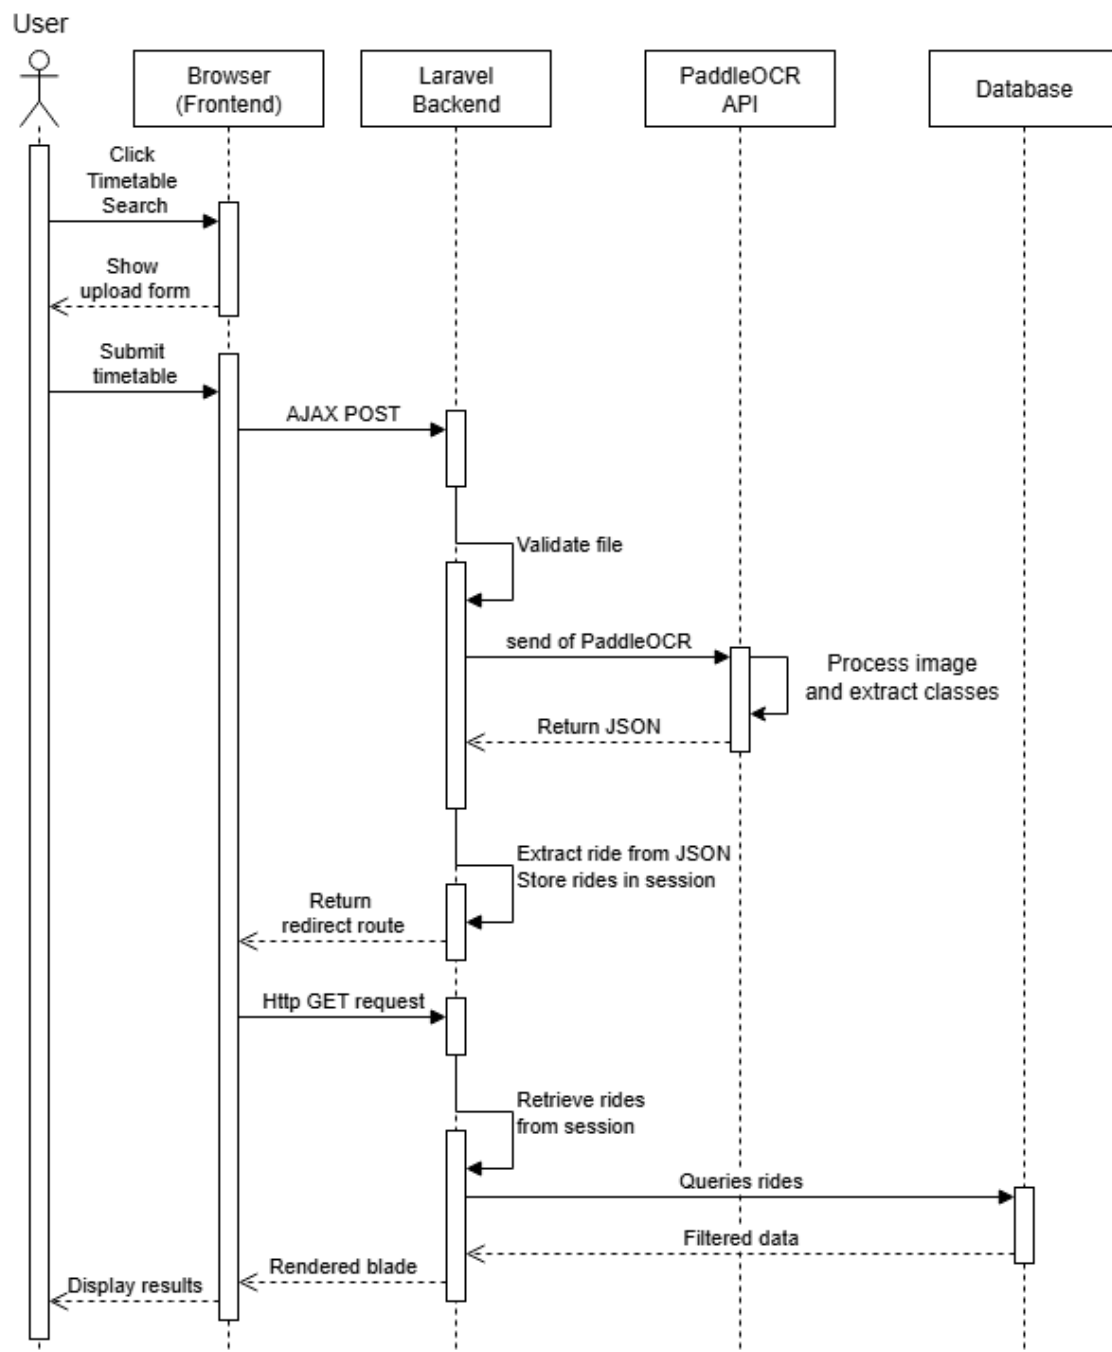 User
Browser
(Frontend)
Laravel
Backend
PaddleOCR
API
Database
Click
Timetable
Search
Show
upload form
Submit
timetable
AJAX POST
Validate file
send of PaddleOCR
Process image
and extract classes
Return JSON
Extract ride from JSON
Store rides in session
Return
redirect route
Http GET request
Retrieve rides
from session
Queries rides
Filtered data
Rendered blade
Display results